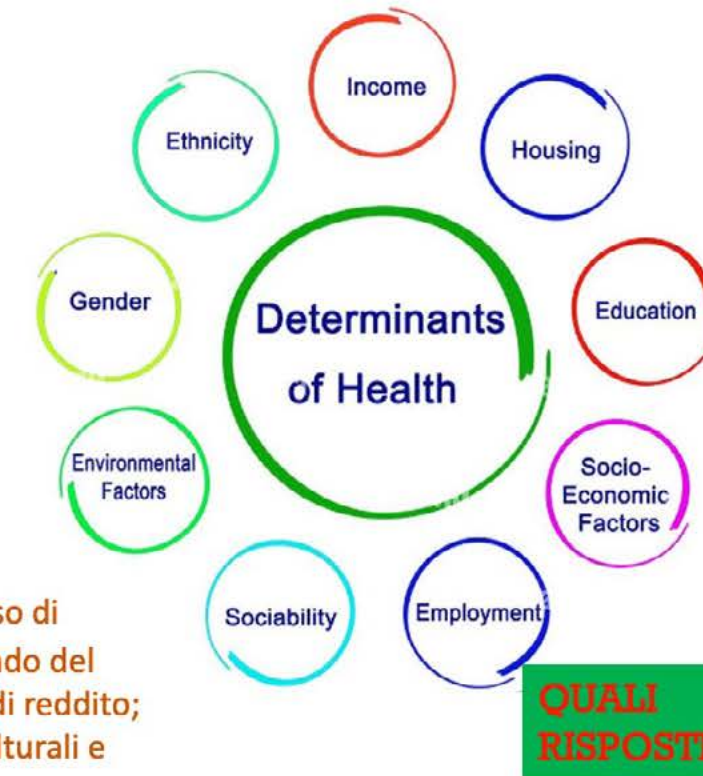 Income
Ethnicity
Housing
Gender
Education
Determinants
of Health
Environmental
Factors
Socio-
Economic
Factors
Sociability
Employment
so di
do del
di reddito;
lturali e
QUALI
RISPOST